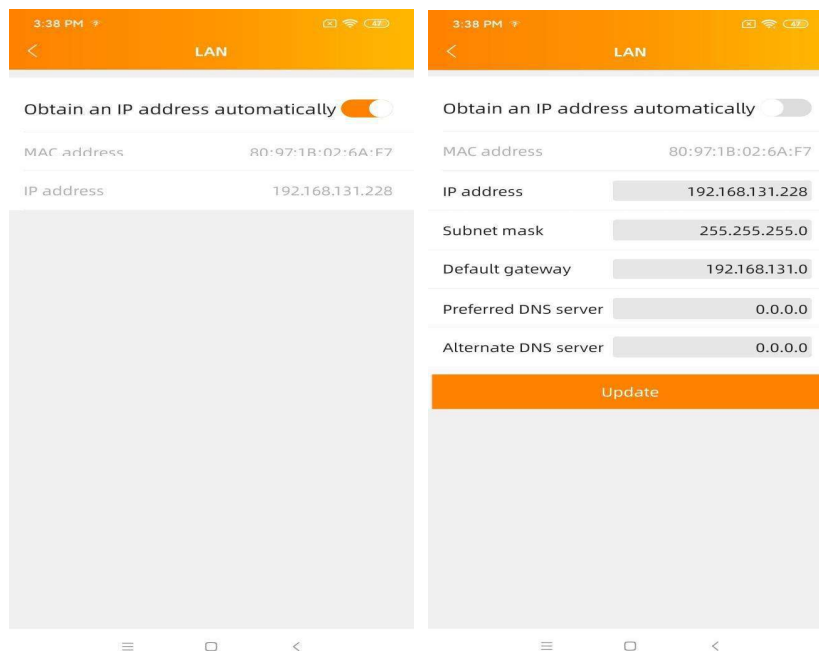 3:38 PM
LAN
Obtain an IP address automatically
MAC address 80:97:1B:02:6A:F7
IP address 192.168.131.228
3:38 PM
LAN
Obtain an IP address automatically
MAC address 80:97:1B:02:6A:F7
IP address 192.168.131.228
Subnet mask 255.255.255.0
Default gateway 192.168.131.0
Preferred DNS server 0.0.0.0
Alternate DNS server 0.0.0.0
Update